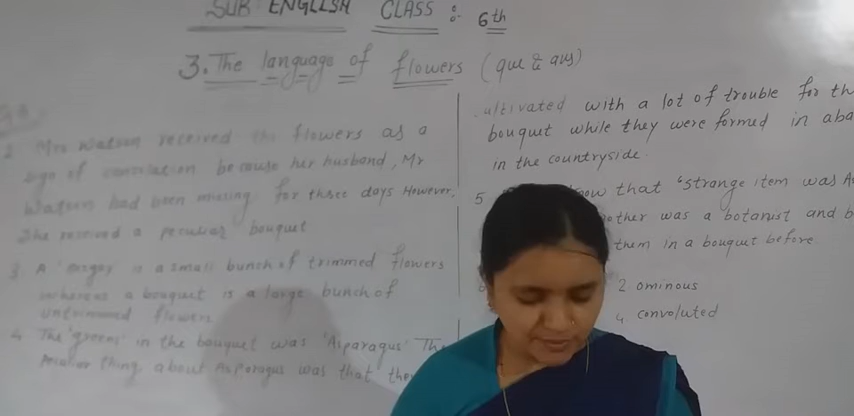 SUB ENGLISH CLASS :- 6th
3. The language of flowers (que & ans)
2 Mrs Watson received the flowers as a
sign of consolation because her husband, Mr
Watson had been missing for three days However,
She received a peculiar bouquet
3 A is a small bunch of trimmed flowers
whereas a bouquet is a large bunch of
untrimmed flowers
4 The 'greens' in the bouquet was 'Asparagus' The
peculiar thing about Asparagus was that they
cultivated with a lot of trouble for th
bouquet while they were formed in aba
in the countryside.
5 now that 'strange item was A
other was a botanist and b
them in a bouquet before.
2 ominous
4 convoluted